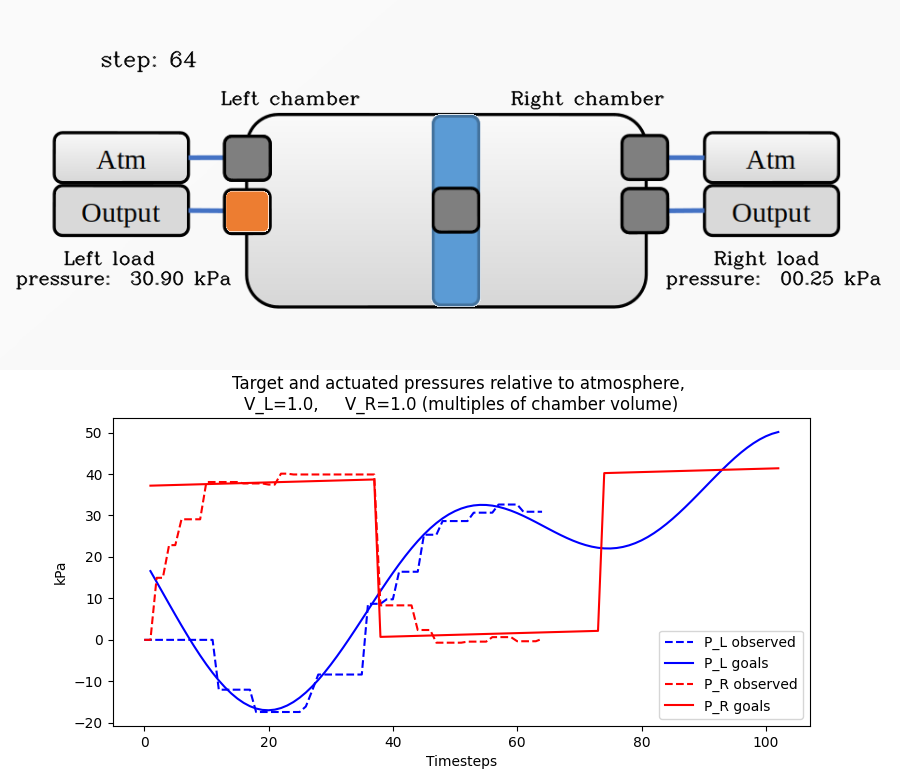 step: 64
Left chamber
Right chamber
Atm
Atm
Output
Output
Left load
pressure: 30.90 kPa
Right load
pressure: 00.25 kPa
Target and actuated pressures relative to atmosphere,
V_L=1.0, V_R=1.0 (multiples of chamber volume)
50
40
30
20
10
0
−10
−20
kPa
P_L observed
P_L goals
P_R observed
P_R goals
0 20 40 60 80 100
Timesteps